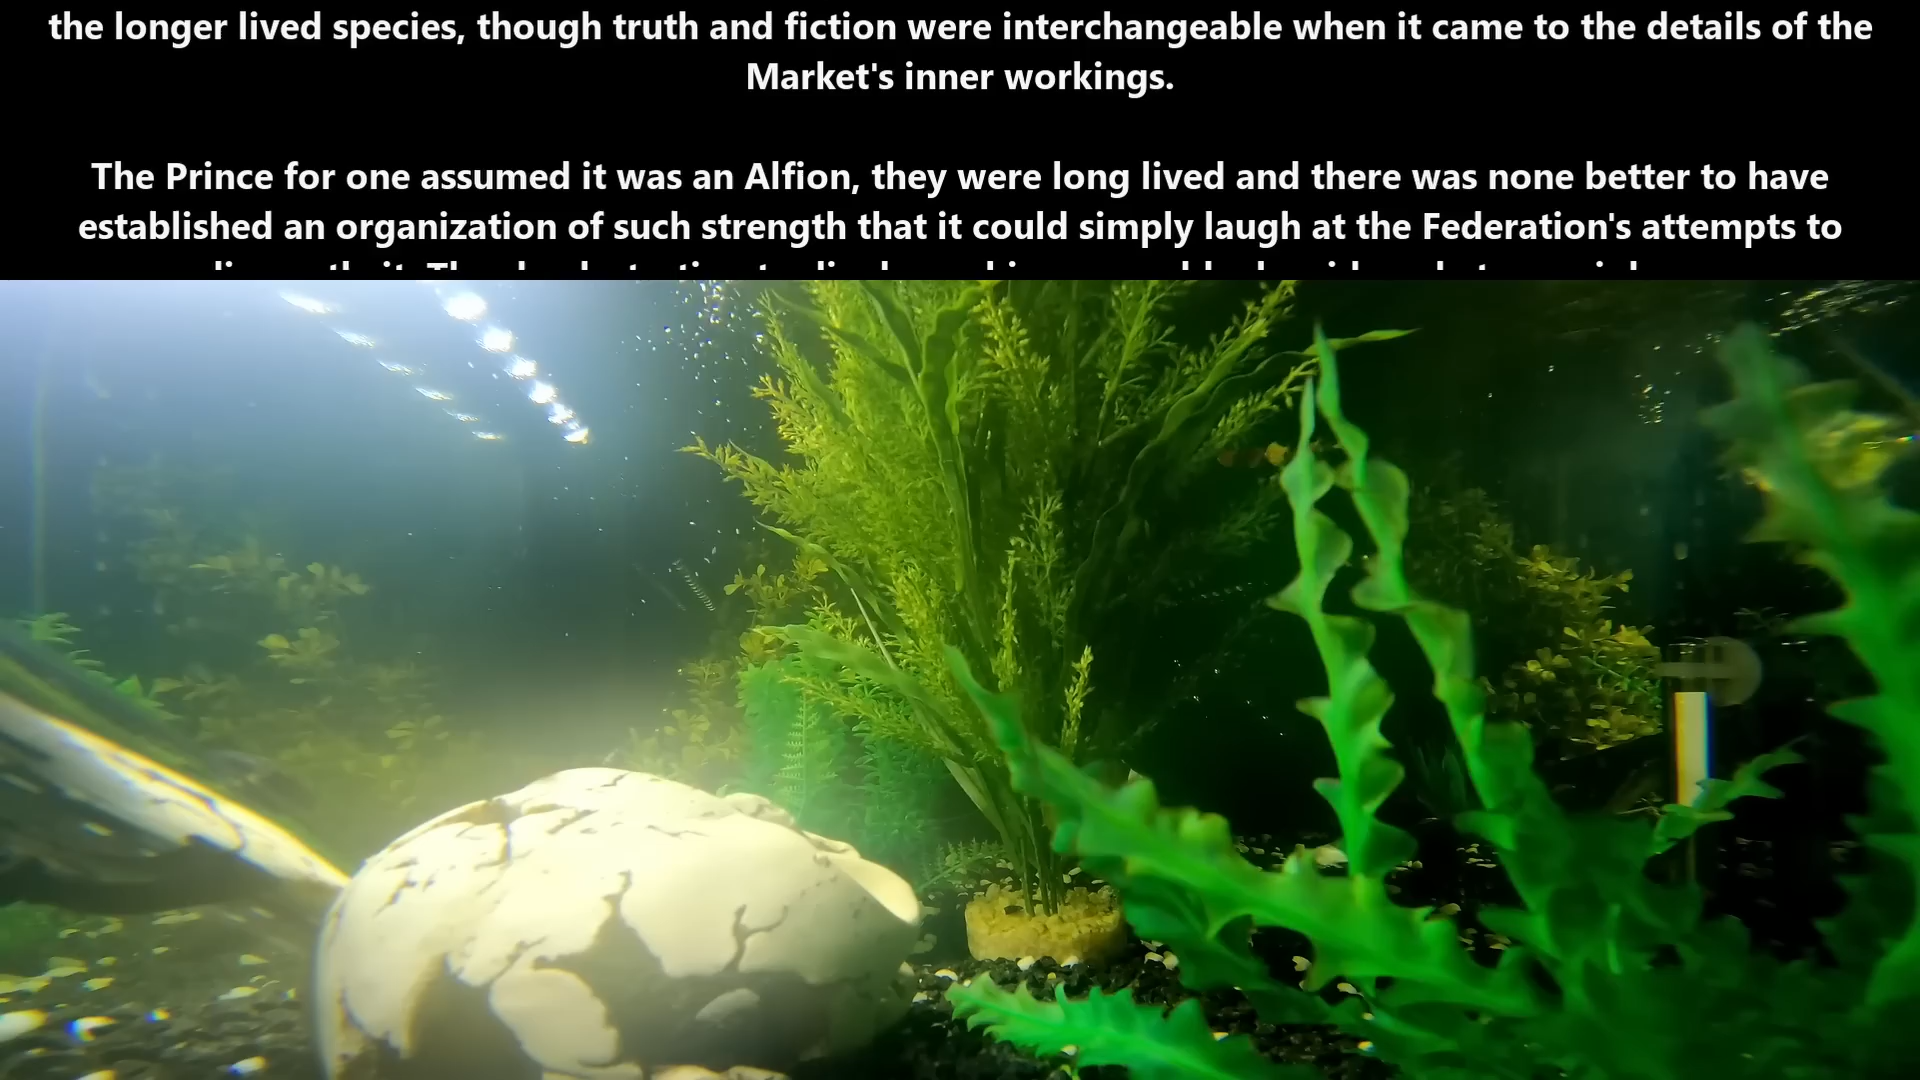 the longer lived species, though truth and fiction were interchangeable when it came to the details of the
Market's inner workings.
The Prince for one assumed it was an Alfion, they were long lived and there was none better to have
established an organization of such strength that it could simply laugh at the Federation's attempts to